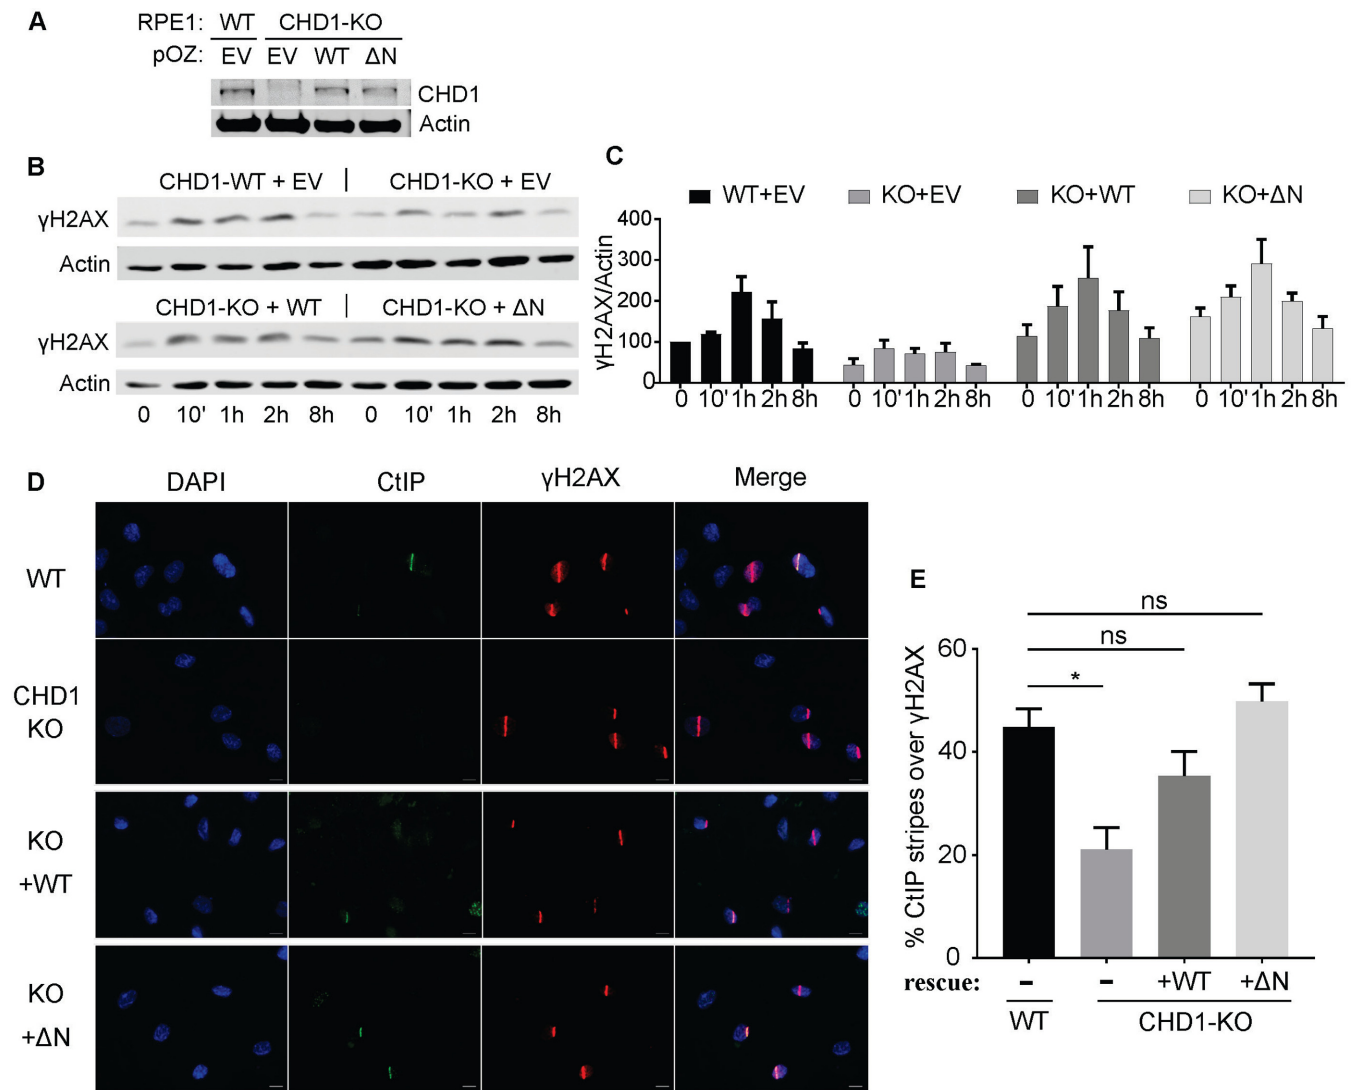 A
RPE1: WT CHD1-KO
pOZ: EV EV WT ΔN
CHD1
Actin
B
CHD1-WT + EV | CHD1-KO + EV
γH2AX
Actin
CHD1-KO + WT | CHD1-KO + ΔN
γH2AX
Actin
0 10' 1h 2h 8h 0 10' 1h 2h 8h
C
WT+EV KO+EV KO+WT KO+ΔN
γH2AX/Actin
400
300
200
100
0
0 10' 1h 2h 8h 0 10' 1h 2h 8h 0 10' 1h 2h 8h 0 10' 1h 2h 8h
D
DAPI CtIP γH2AX Merge
WT
CHD1
KO
KO
+WT
KO
+ΔN
E
ns
ns
*
% CtIP stripes over γH2AX
60
40
20
0
rescue: - - +WT +ΔN
WT CHD1-KO